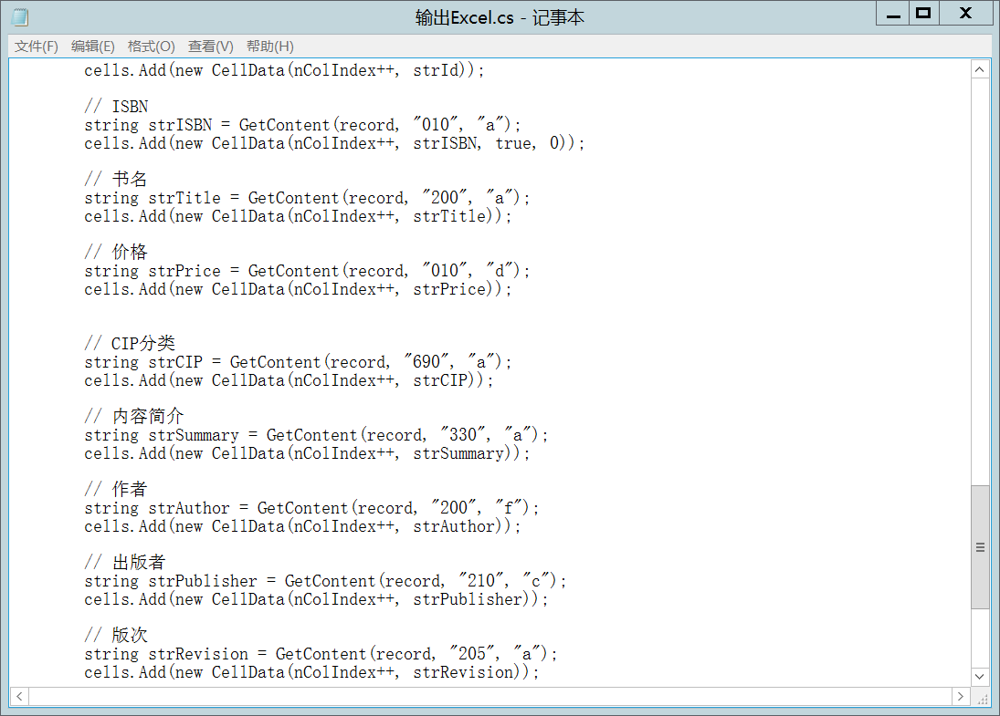 输出Excel.cs - 记事本
文件(F) 编辑(E) 格式(O) 查看(V) 帮助(H)
cells.Add(new CellData(nColIndex++, strId));
// ISBN
string strISBN = GetContent(record, "010", "a");
cells.Add(new CellData(nColIndex++, strISBN, true, 0));
// 书名
string strTitle = GetContent(record, "200", "a");
cells.Add(new CellData(nColIndex++, strTitle));
// 价格
string strPrice = GetContent(record, "010", "d");
cells.Add(new CellData(nColIndex++, strPrice));
// CIP分类
string strCIP = GetContent(record, "690", "a");
cells.Add(new CellData(nColIndex++, strCIP));
// 内容简介
string strSummary = GetContent(record, "330", "a");
cells.Add(new CellData(nColIndex++, strSummary));
// 作者
string strAuthor = GetContent(record, "200", "f");
cells.Add(new CellData(nColIndex++, strAuthor));
// 出版者
string strPublisher = GetContent(record, "210", "c");
cells.Add(new CellData(nColIndex++, strPublisher));
// 版次
string strRevision = GetContent(record, "205", "a");
cells.Add(new CellData(nColIndex++, strRevision));